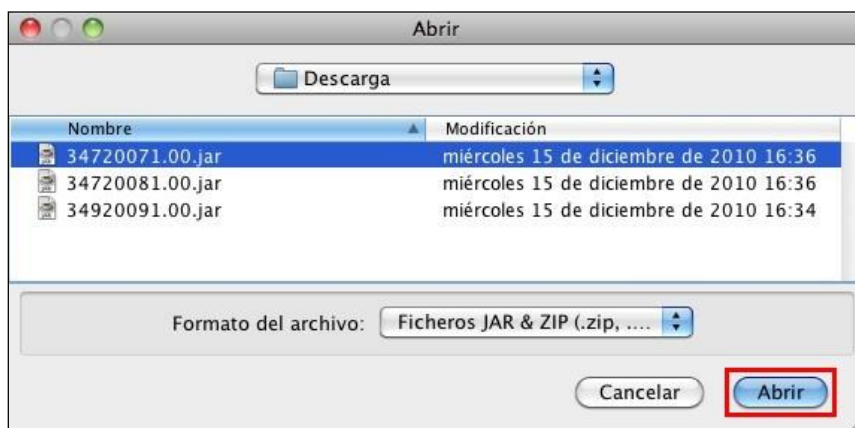 Abrir
Descarga
Nombre Modificación
34720071.00.jar miércoles 15 de diciembre de 2010 16:36
34720081.00.jar miércoles 15 de diciembre de 2010 16:36
34920091.00.jar miércoles 15 de diciembre de 2010 16:34
Formato del archivo: Ficheros JAR & ZIP (.zip, ....
Cancelar Abrir